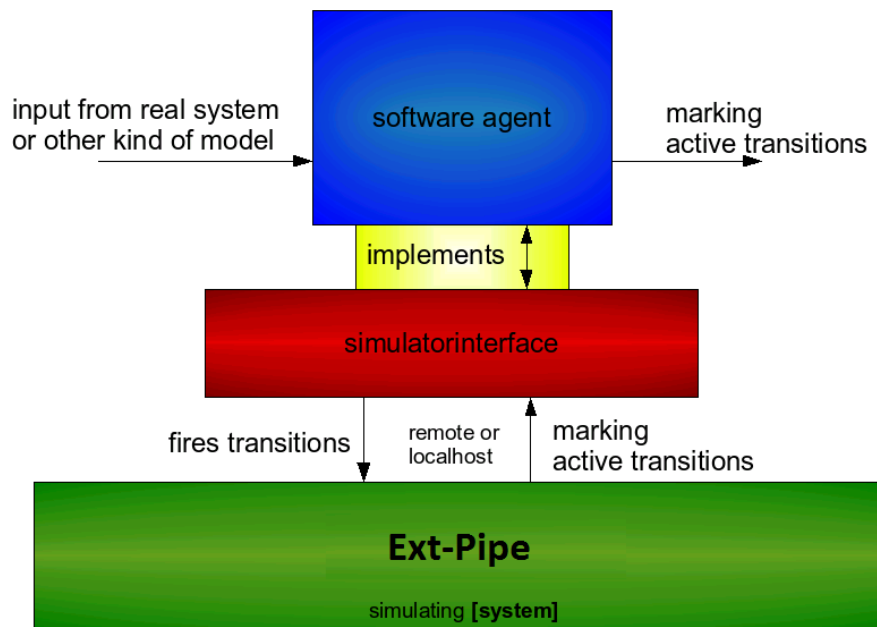 input from real system
or other kind of model
software agent
marking
active transitions
implements
simulatorinterface
fires transitions
remote or
localhost
marking
active transitions
Ext-Pipe
simulating [system]